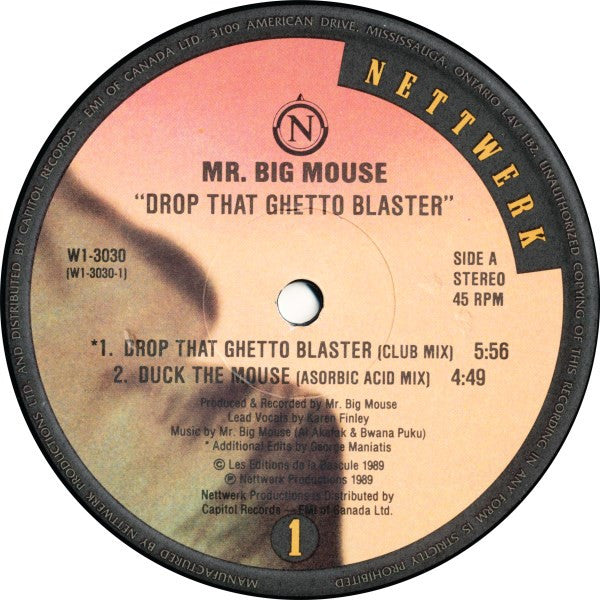 MANUFACTURED BY NETTWERK PRODUCTIONS LTD. AND DISTRIBUTED BY CAPITOL RECORDS - EMI OF CANADA LTD. 3109 AMERICAN DRIVE, MISSISSAUGA, ONTARIO L4V 1B2. UNAUTHORIZED COPYING OF THIS RECORDING IN ANY FORM IS STRICTLY PROHIBITED
NETTWERK
N
MR. BIG MOUSE
"DROP THAT GHETTO BLASTER"
W1-3030
(W1-3030-1)
SIDE A
STEREO
45 RPM
*1. DROP THAT GHETTO BLASTER (CLUB MIX) 5:56
2. DUCK THE MOUSE (ASORBIC ACID MIX) 4:49
Produced & Recorded by Mr. Big Mouse
Lead Vocals by Karen Finley
Music by Mr. Big Mouse (Al Akafak & Bwana Puku)
* Additional Edits by George Maniatis
© Les Editions de la Bascule 1989
℗ Nettwerk Productions 1989
Nettwerk Productions is Distributed by
Capitol Records — EMI of Canada Ltd.
1